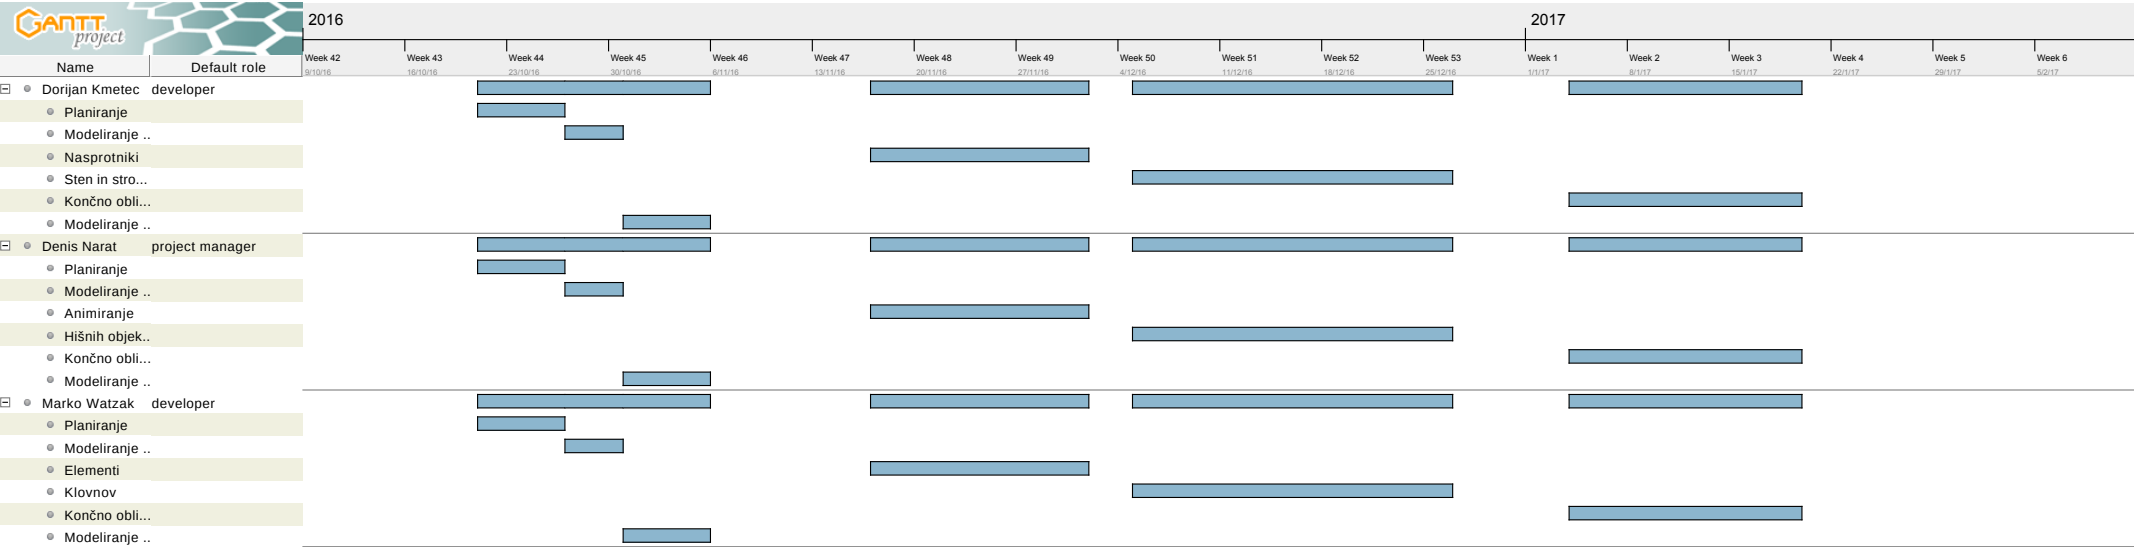 GANTT
project
2016
2017
Week 42
Week 43
Week 44
Week 45
Week 46
Week 47
Week 48
Week 49
Week 50
Week 51
Week 52
Week 53
Week 1
Week 2
Week 3
Week 4
Week 5
Week 6
Name
Default role
9/10/16
16/10/16
23/10/16
30/10/16
6/11/16
13/11/16
20/11/16
27/11/16
4/12/16
11/12/16
18/12/16
25/12/16
1/1/17
8/1/17
15/1/17
22/1/17
29/1/17
5/2/17
Dorijan Kmetec developer
Planiranje
Modeliranje ..
Nasprotniki
Sten in stro...
Končno obli...
Modeliranje ..
Denis Narat project manager
Planiranje
Modeliranje ..
Animiranje
Hišnih objek..
Končno obli...
Modeliranje ..
Marko Watzak developer
Planiranje
Modeliranje ..
Elementi
Klovnov
Končno obli...
Modeliranje ..